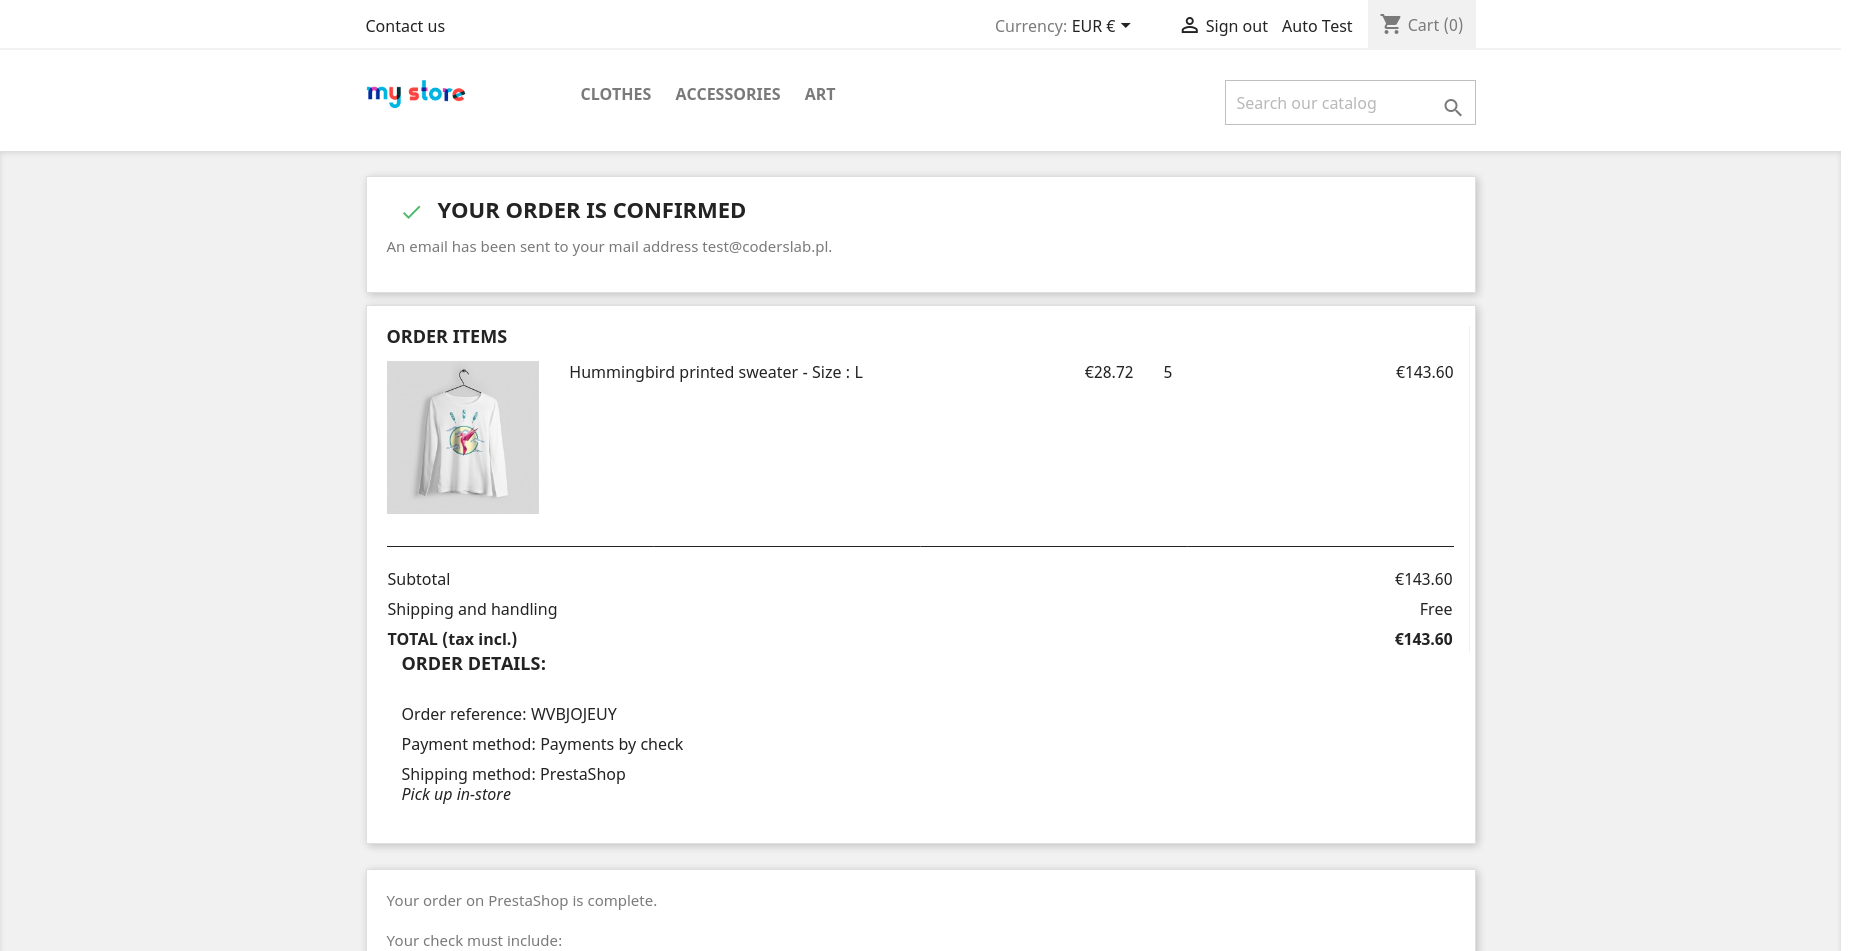 Contact us
Currency: EUR €
Sign out
Auto Test
Cart (0)
my store
CLOTHES
ACCESSORIES
ART
Search our catalog
YOUR ORDER IS CONFIRMED
An email has been sent to your mail address test@coderslab.pl.
ORDER ITEMS
Hummingbird printed sweater - Size : L €28.72 5 €143.60
Subtotal €143.60
Shipping and handling Free
TOTAL (tax incl.) €143.60
ORDER DETAILS:
Order reference: WVBJOJEUY
Payment method: Payments by check
Shipping method: PrestaShop
Pick up in-store
Your order on PrestaShop is complete.
Your check must include: